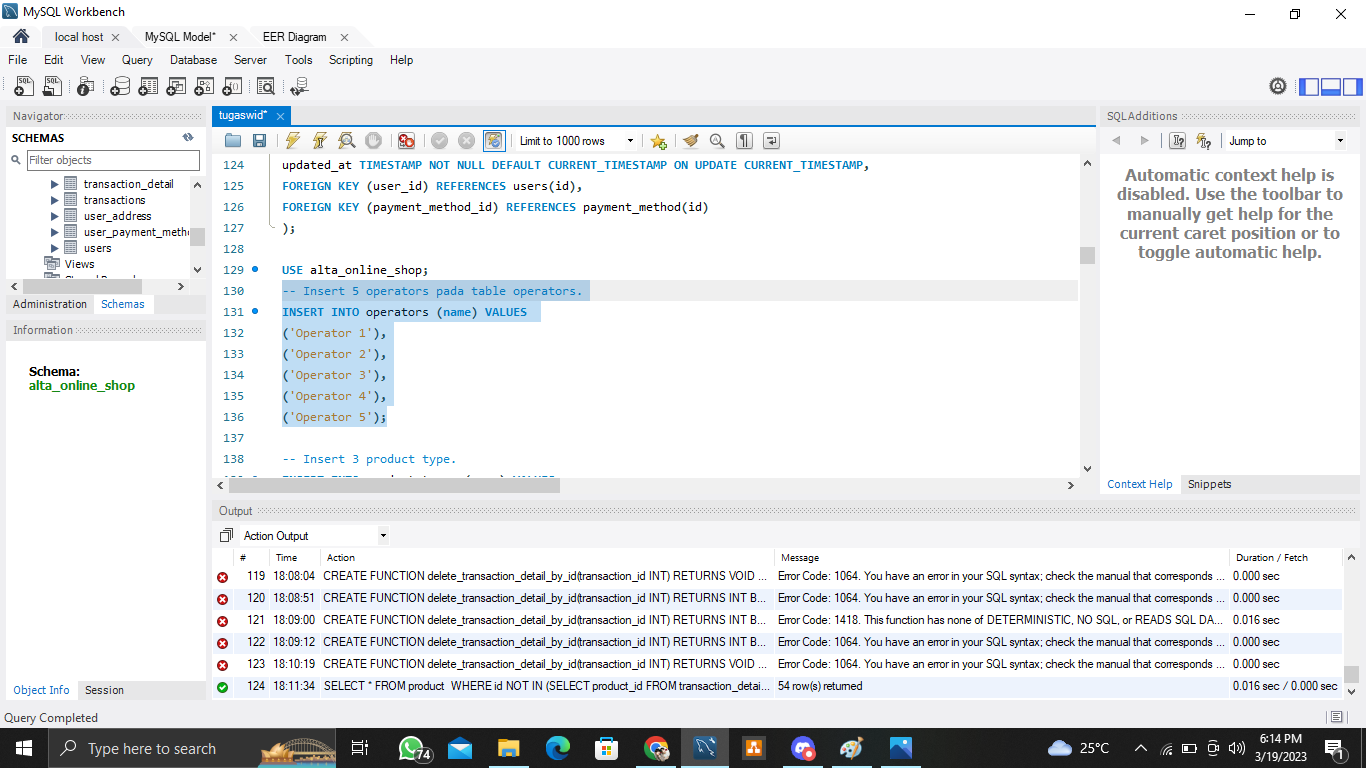 MySQL Workbench
local host
MySQL Model*
EER Diagram
File Edit View Query Database Server Tools Scripting Help
Navigator
SCHEMAS
Filter objects
transaction_detail
transactions
user_address
user_payment_meth
users
Views
Administration Schemas
Information
Schema:
alta_online_shop
Object Info Session
tugaswid*
Limit to 1000 rows
124 updated_at TIMESTAMP NOT NULL DEFAULT CURRENT_TIMESTAMP ON UPDATE CURRENT_TIMESTAMP,
125 FOREIGN KEY (user_id) REFERENCES users(id),
126 FOREIGN KEY (payment_method_id) REFERENCES payment_method(id)
127 );
128
129 USE alta_online_shop;
130 -- Insert 5 operators pada table operators.
131 INSERT INTO operators (name) VALUES
132 ('Operator 1'),
133 ('Operator 2'),
134 ('Operator 3'),
135 ('Operator 4'),
136 ('Operator 5');
137
138 -- Insert 3 product type.
SQLAdditions
Jump to
Automatic context help is
disabled. Use the toolbar to
manually get help for the
current caret position or to
toggle automatic help.
Context Help Snippets
Output
Action Output
# Time Action Message Duration / Fetch
119 18:08:04 CREATE FUNCTION delete_transaction_detail_by_id(transaction_id INT) RETURNS VOID ... Error Code: 1064. You have an error in your SQL syntax; check the manual that corresponds ... 0.000 sec
120 18:08:51 CREATE FUNCTION delete_transaction_detail_by_id(transaction_id INT) RETURNS INT B... Error Code: 1064. You have an error in your SQL syntax; check the manual that corresponds ... 0.000 sec
121 18:09:00 CREATE FUNCTION delete_transaction_detail_by_id(transaction_id INT) RETURNS INT B... Error Code: 1418. This function has none of DETERMINISTIC, NO SQL, or READS SQL DA... 0.016 sec
122 18:09:12 CREATE FUNCTION delete_transaction_detail_by_id(transaction_id INT) RETURNS INT B... Error Code: 1064. You have an error in your SQL syntax; check the manual that corresponds ... 0.000 sec
123 18:10:19 CREATE FUNCTION delete_transaction_detail_by_id(transaction_id INT) RETURNS VOID ... Error Code: 1064. You have an error in your SQL syntax; check the manual that corresponds ... 0.000 sec
124 18:11:34 SELECT * FROM product WHERE id NOT IN (SELECT product_id FROM transaction_detai... 54 row(s) returned 0.016 sec / 0.000 sec
Query Completed
Type here to search
74
25°C
6:14 PM
3/19/2023
1